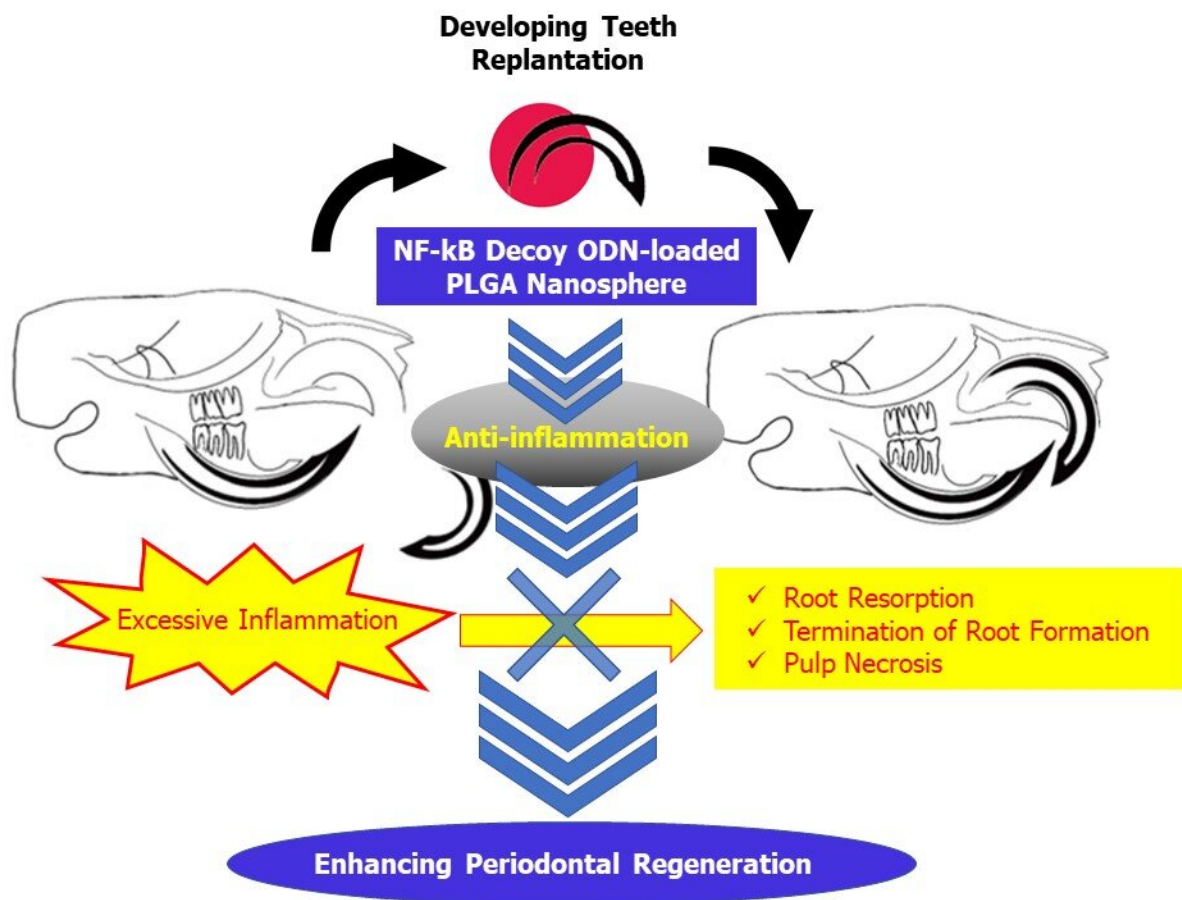 Developing Teeth
Replantation
NF-kB Decoy ODN-loaded
PLGA Nanosphere
Anti-inflammation
Excessive Inflammation
✓ Root Resorption
✓ Termination of Root Formation
✓ Pulp Necrosis
Enhancing Periodontal Regeneration